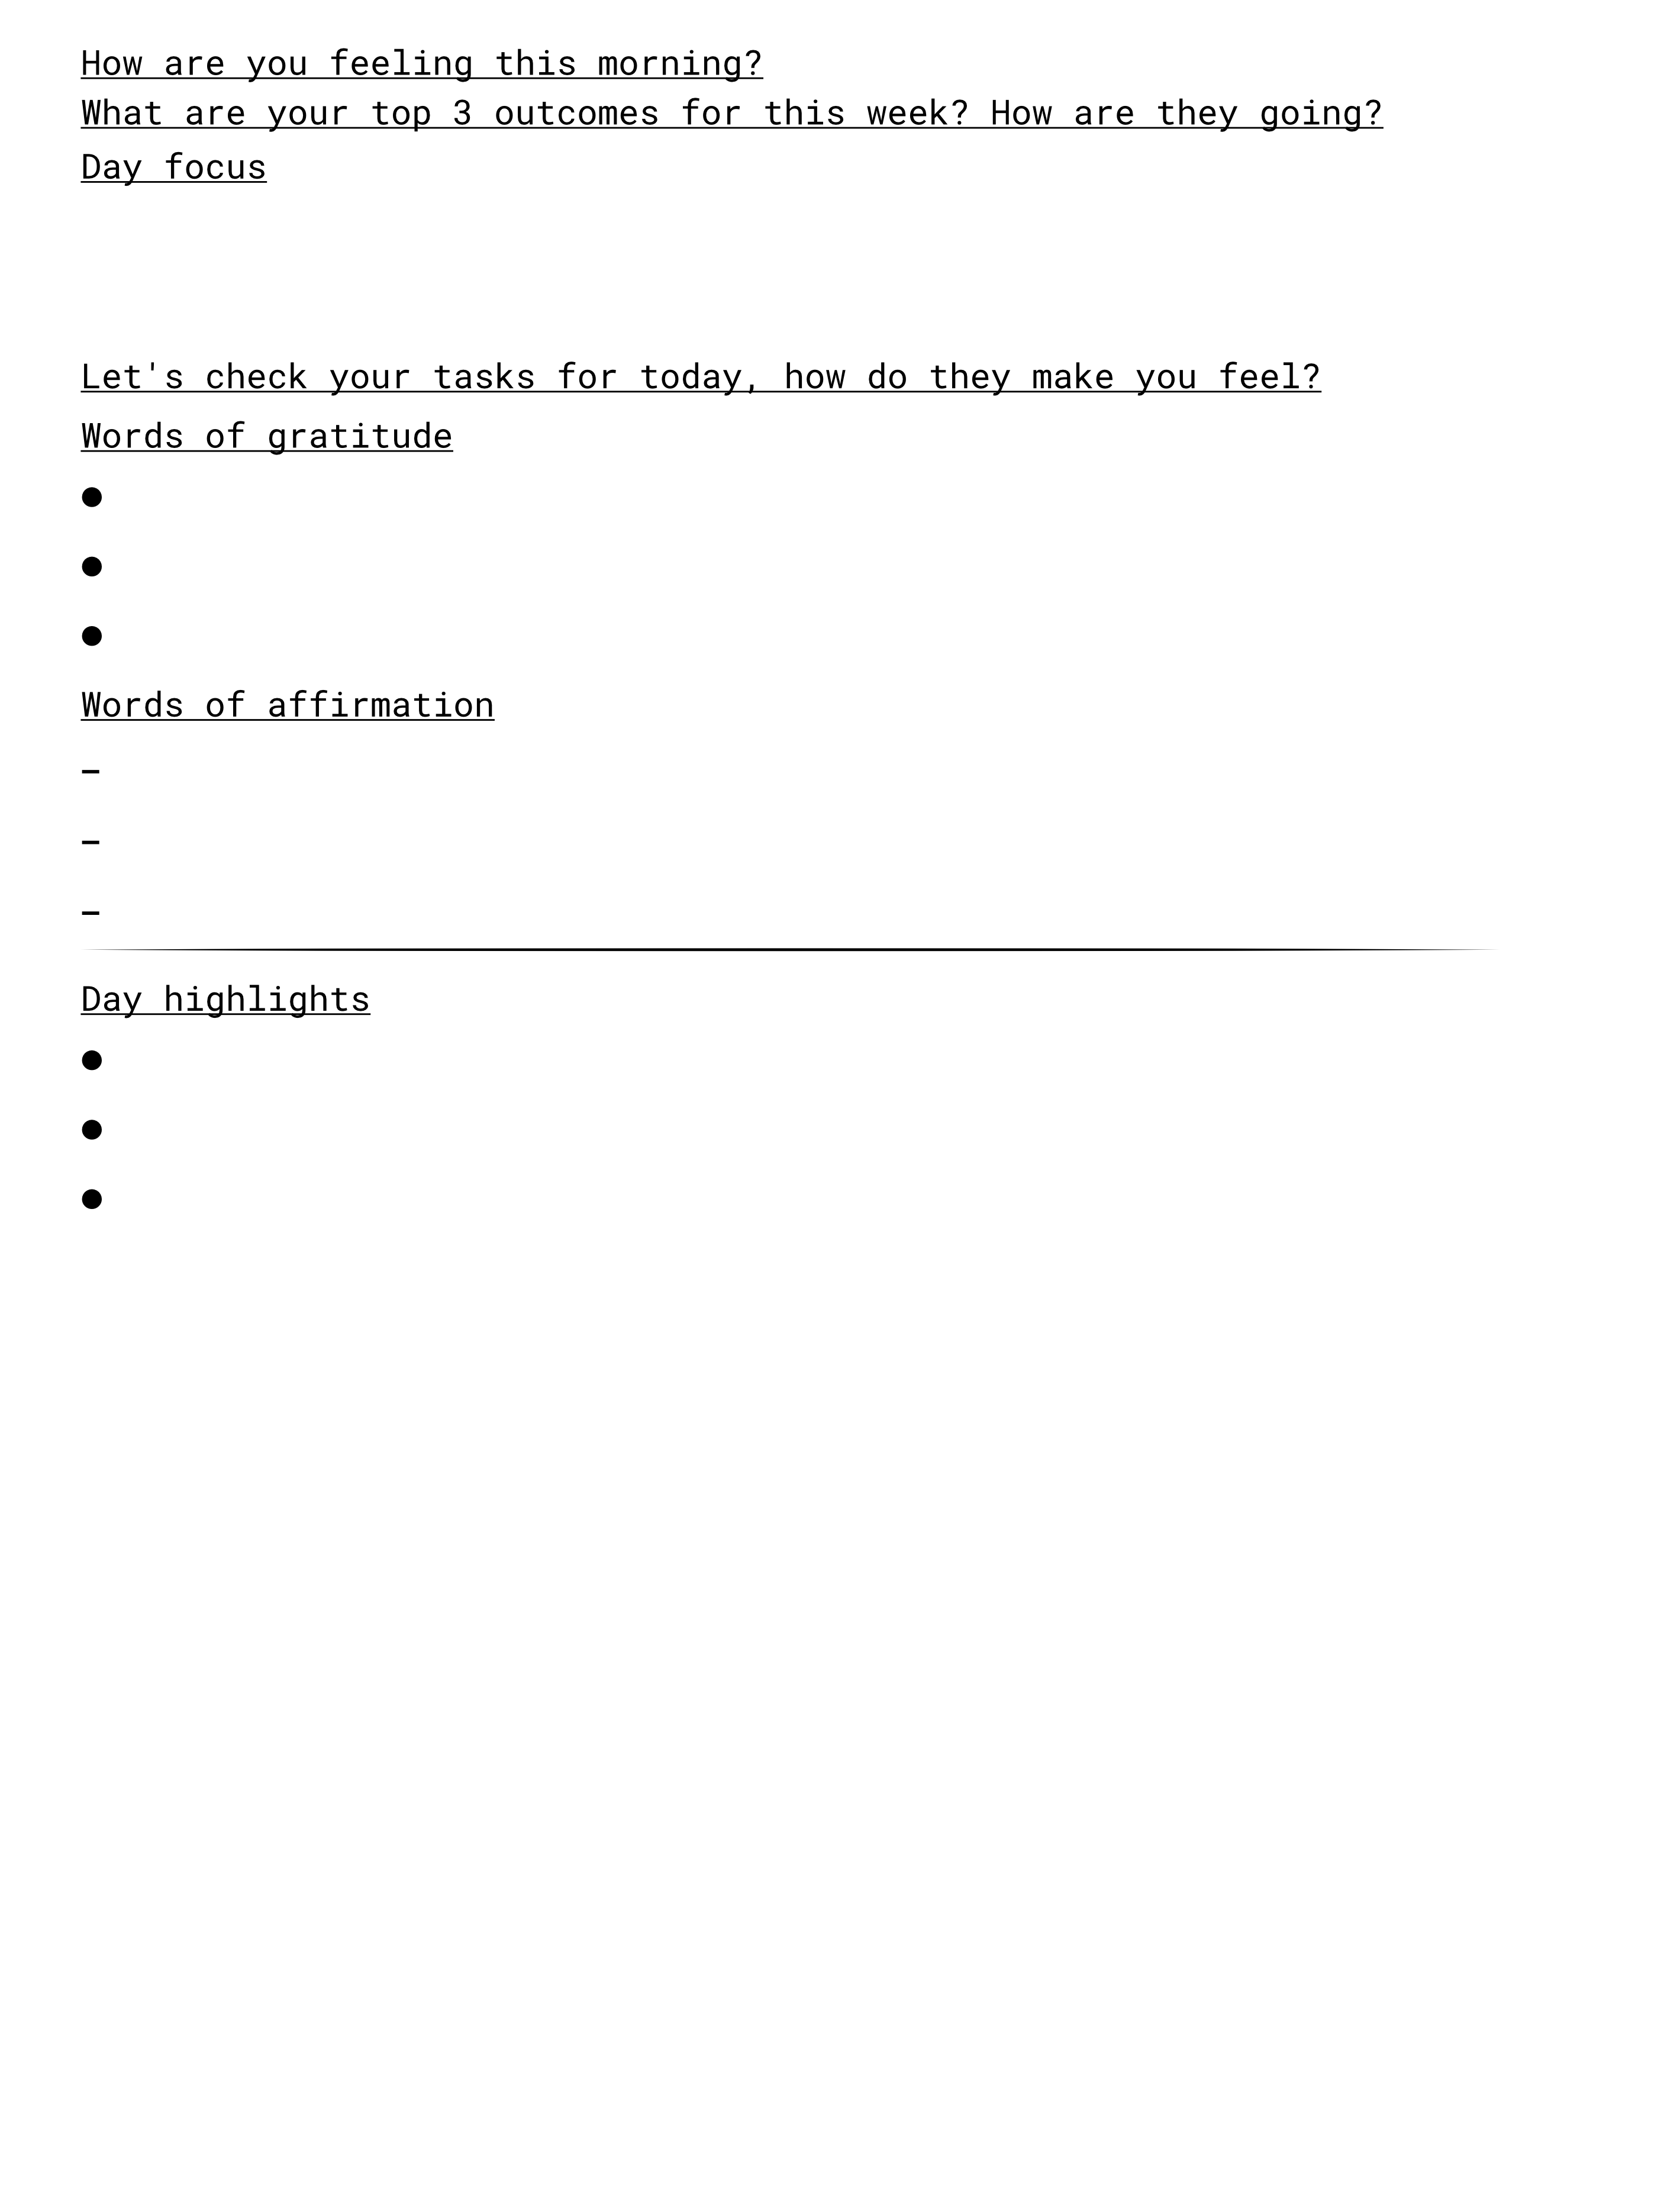 How are you feeling this morning?
What are your top 3 outcomes for this week? How are they going?
Day focus
Let's check your tasks for today, how do they make you feel?
Words of gratitude
●
●
●
Words of affirmation
–
–
–
Day highlights
●
●
●